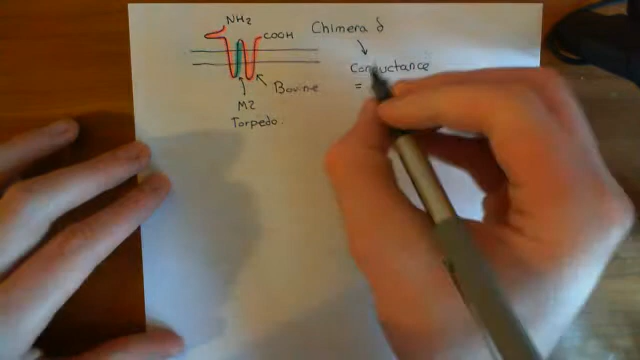 NH2
COOH
Chimera δ
Conductance
=
Bovine
M2
Torpedo.